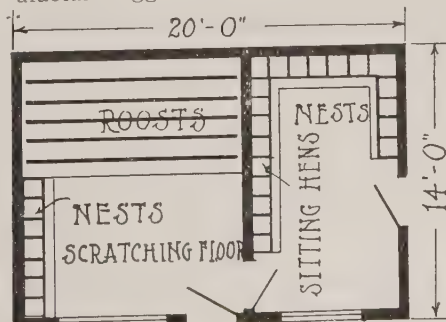 20'-0"
ROOSTS
NESTS
NESTS
SCRATCHING FLOOR
SITTING HENS
14'-0"